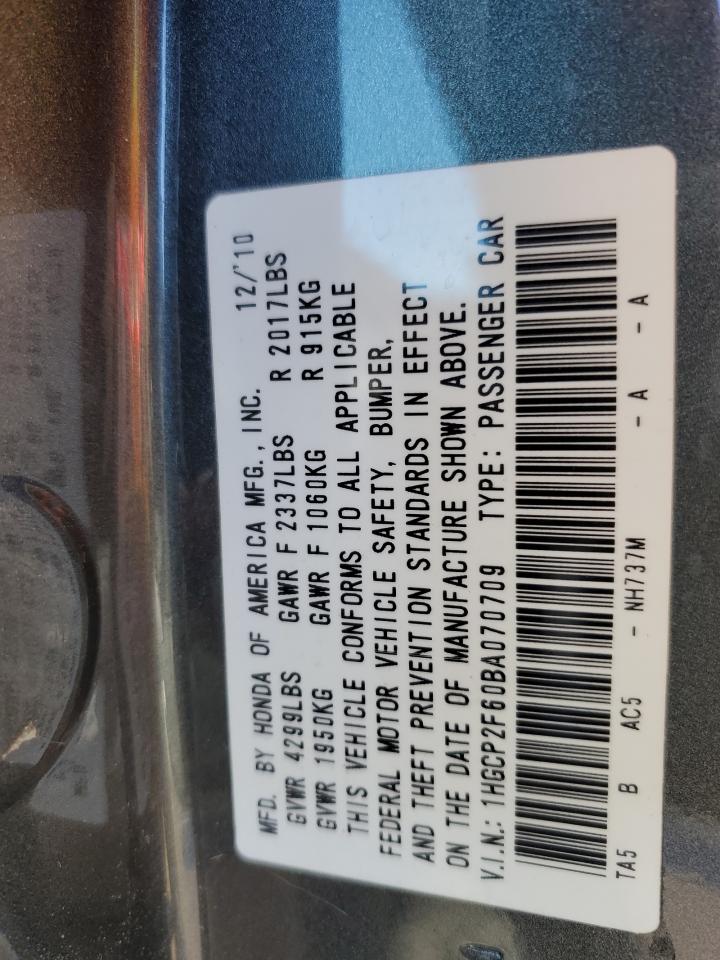 MFD. BY HONDA OF AMERICA MFG., INC. 12/'10
GVWR 4299LBS GAWR F 2337LBS R 2017LBS
GVWR 1950KG GAWR F 1060KG R 915KG
THIS VEHICLE CONFORMS TO ALL APPLICABLE
FEDERAL MOTOR VEHICLE SAFETY, BUMPER,
AND THEFT PREVENTION STANDARDS IN EFFECT
ON THE DATE OF MANUFACTURE SHOWN ABOVE.
V.I.N.: 1HGCP2F60BA070709 TYPE: PASSENGER CAR
TA5 B AC5 - NH737M - A - A